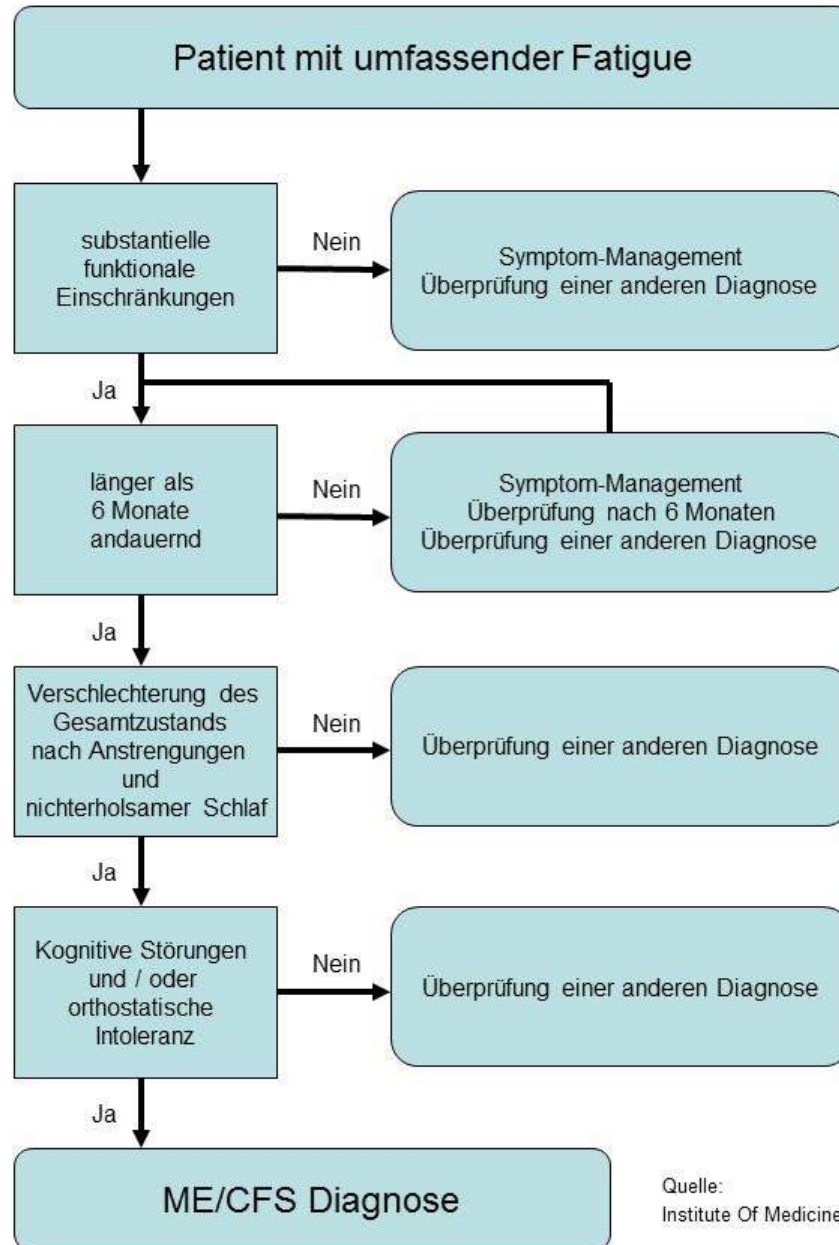 Patient mit umfassender Fatigue
substantielle
funktionale
Einschränkungen
Nein
Symptom-Management
Überprüfung einer anderen Diagnose
Ja
länger als
6 Monate
andauernd
Nein
Symptom-Management
Überprüfung nach 6 Monaten
Überprüfung einer anderen Diagnose
Ja
Verschlechterung des
Gesamtzustands
nach Anstrengungen
und
nichterholsamer Schlaf
Nein
Überprüfung einer anderen Diagnose
Ja
Kognitive Störungen
und / oder
orthostatische
Intoleranz
Nein
Überprüfung einer anderen Diagnose
Ja
ME/CFS Diagnose
Quelle:
Institute Of Medicine